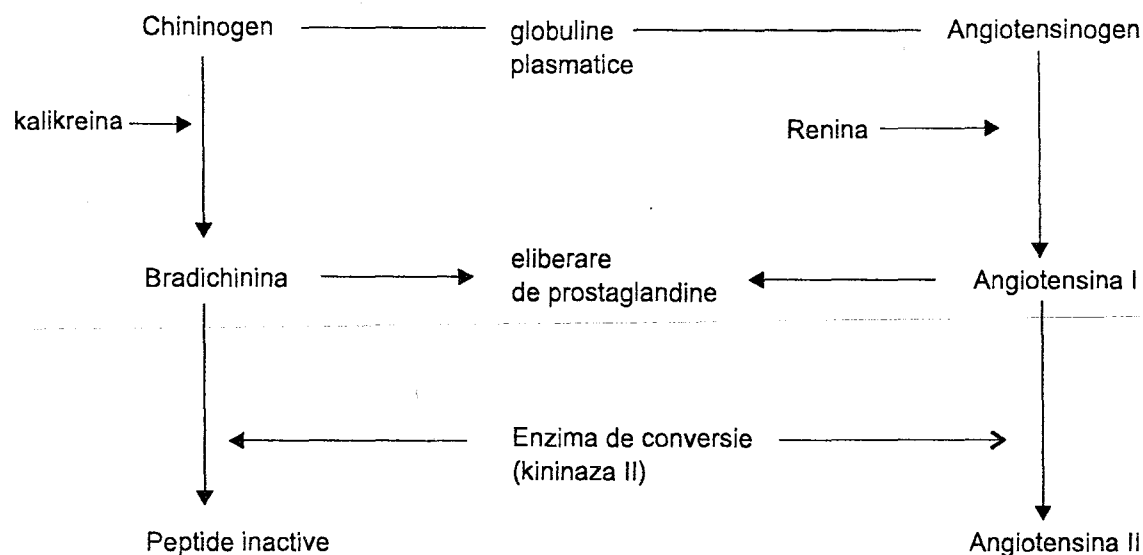 Chininogen
globuline
plasmatice
Angiotensinogen
kalikreina
Renina
Bradichinina
eliberare
de prostaglandine
Angiotensina I
Enzima de conversie
(kininaza II)
Peptide inactive
Angiotensina II